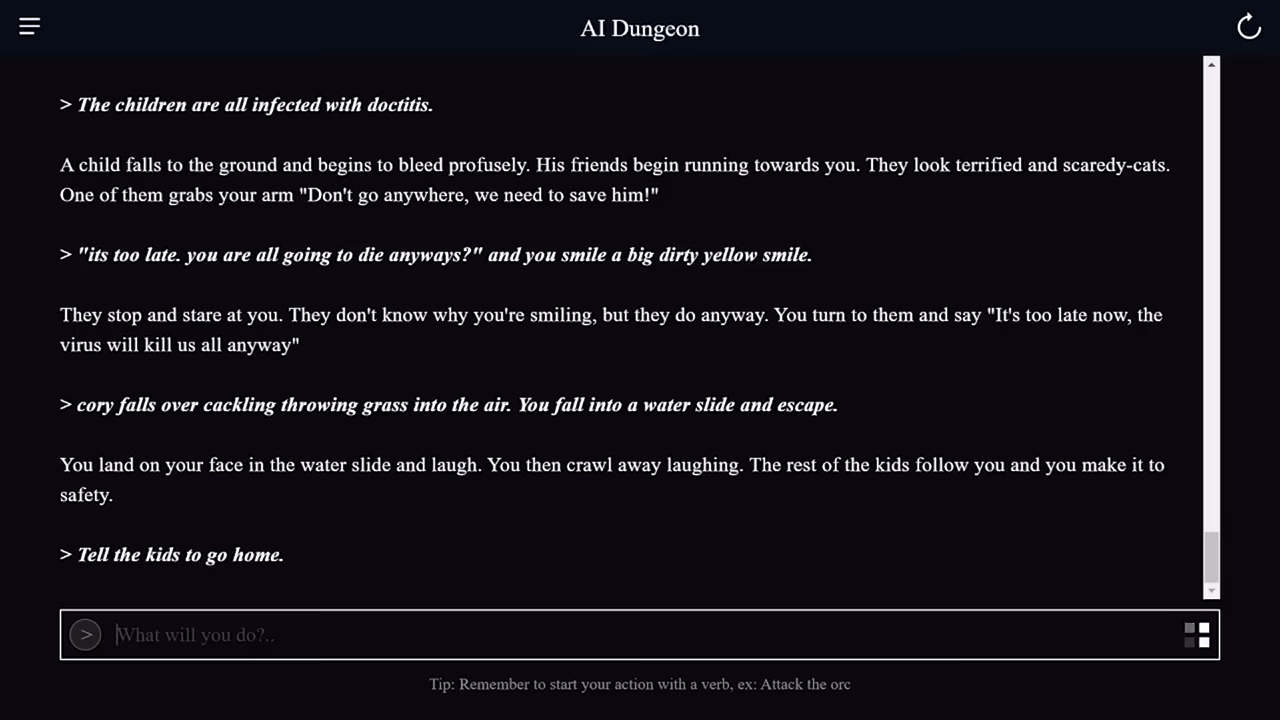 AI Dungeon
> The children are all infected with doctitis.
A child falls to the ground and begins to bleed profusely. His friends begin running towards you. They look terrified and scaredy-cats.
One of them grabs your arm "Don't go anywhere, we need to save him!"
> "its too late. you are all going to die anyways?" and you smile a big dirty yellow smile.
They stop and stare at you. They don't know why you're smiling, but they do anyway. You turn to them and say "It's too late now, the
virus will kill us all anyway"
> cory falls over cackling throwing grass into the air. You fall into a water slide and escape.
You land on your face in the water slide and laugh. You then crawl away laughing. The rest of the kids follow you and you make it to
safety.
> Tell the kids to go home.
> What will you do?..
Tip: Remember to start your action with a verb, ex: Attack the orc